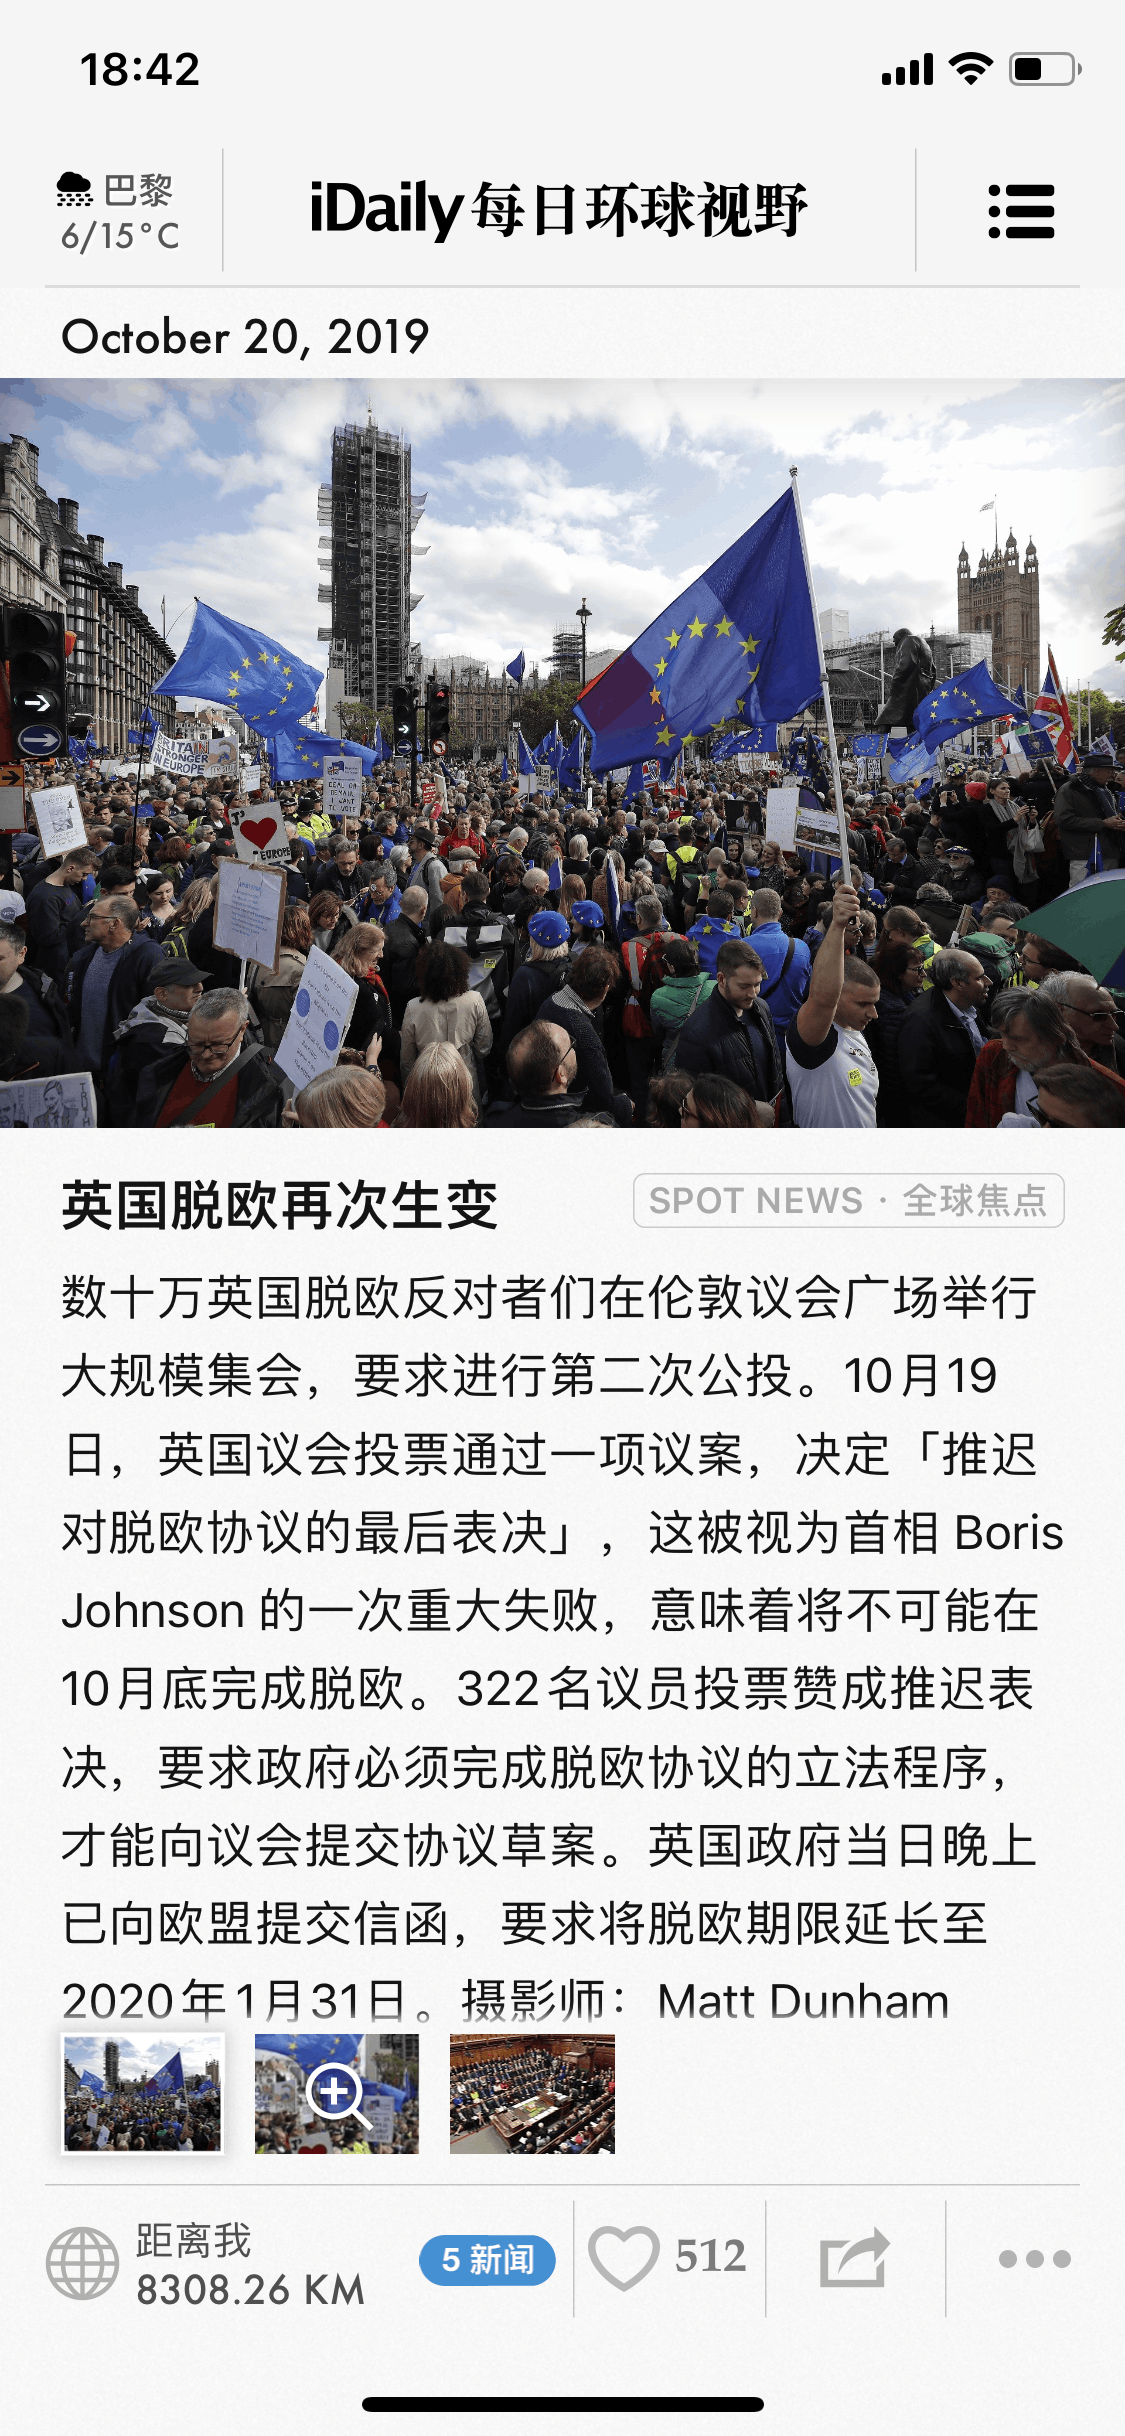 18:42
巴黎
6/15°C
iDaily每日环球视野
October 20, 2019
BRITAIN
STRONGER
IN EUROPE
J'
EUROPE
英国脱欧再次生变
SPOT NEWS · 全球焦点
数十万英国脱欧反对者们在伦敦议会广场举行
大规模集会，要求进行第二次公投。10月19
日，英国议会投票通过一项议案，决定「推迟
对脱欧协议的最后表决」，这被视为首相 Boris
Johnson 的一次重大失败，意味着将不可能在
10月底完成脱欧。322名议员投票赞成推迟表
决，要求政府必须完成脱欧协议的立法程序，
才能向议会提交协议草案。英国政府当日晚上
已向欧盟提交信函，要求将脱欧期限延长至
2020年1月31日。摄影师：Matt Dunham
距离我
8308.26 KM
5 新闻
512